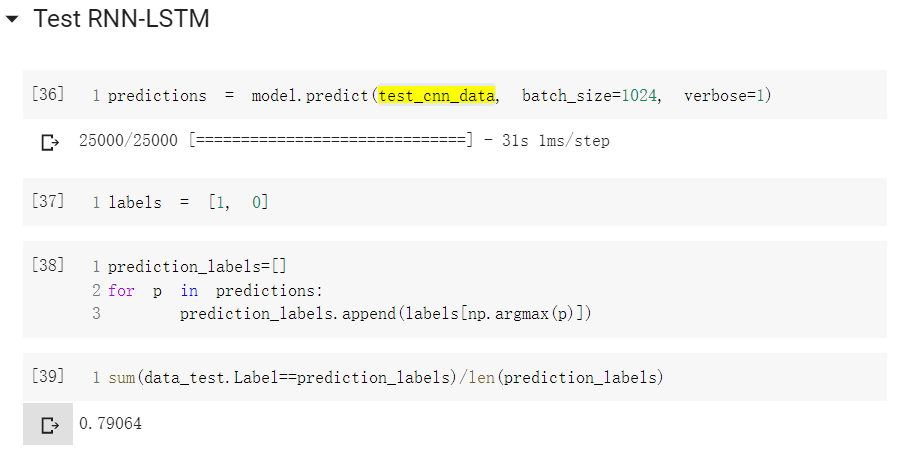 Test RNN-LSTM
[36] 1 predictions = model.predict(test_cnn_data, batch_size=1024, verbose=1)
25000/25000 [==============================] - 31s 1ms/step
[37] 1 labels = [1, 0]
[38] 1 prediction_labels=[]
2 for p in predictions:
3 prediction_labels.append(labels[np.argmax(p)])
[39] 1 sum(data_test.Label==prediction_labels)/len(prediction_labels)
0.79064